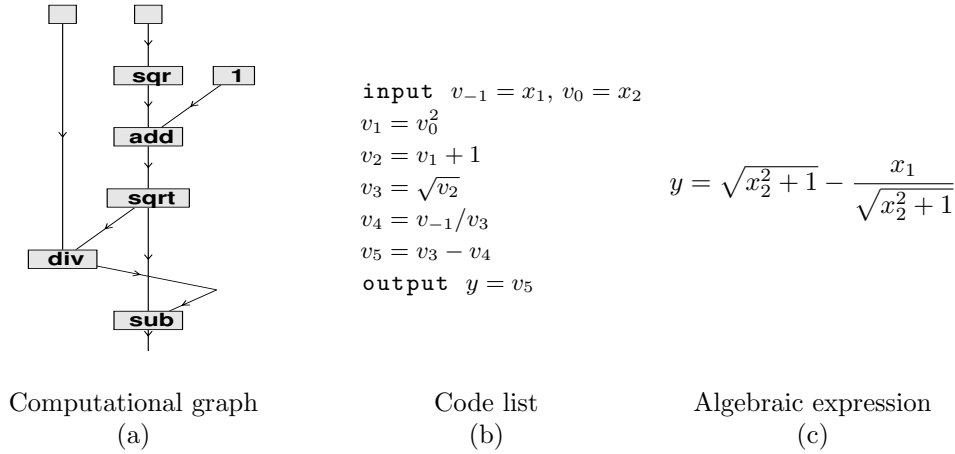 sqr
1
add
sqrt
div
sub
input v₋₁ = x₁, v₀ = x₂
v₁ = v₀²
v₂ = v₁ + 1
v₃ = √v₂
v₄ = v₋₁/v₃
v₅ = v₃ − v₄
output y = v₅
y = √(x₂² + 1) − x₁/√(x₂² + 1)
Computational graph
(a)
Code list
(b)
Algebraic expression
(c)